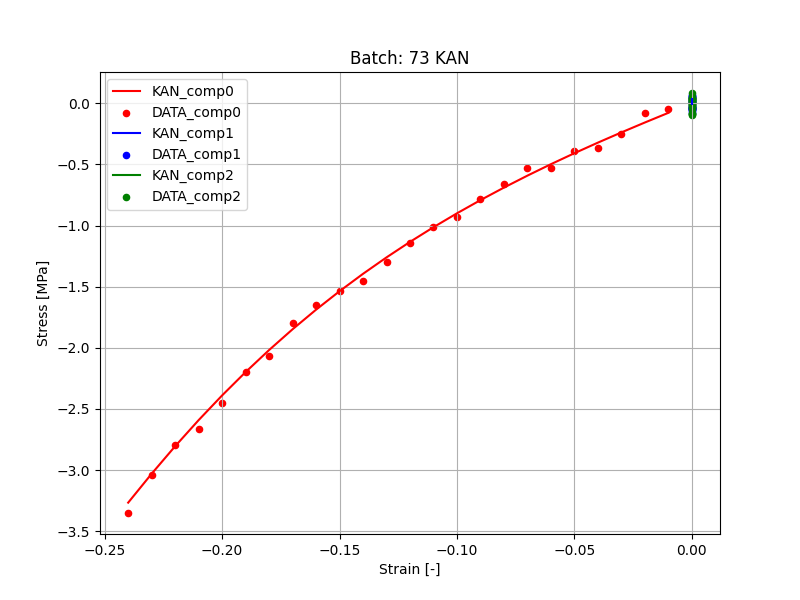 Batch: 73 KAN
KAN_comp0
DATA_comp0
KAN_comp1
DATA_comp1
KAN_comp2
DATA_comp2
0.0
−0.5
−1.0
−1.5
−2.0
−2.5
−3.0
−3.5
Stress [MPa]
−0.25
−0.20
−0.15
−0.10
−0.05
0.00
Strain [-]